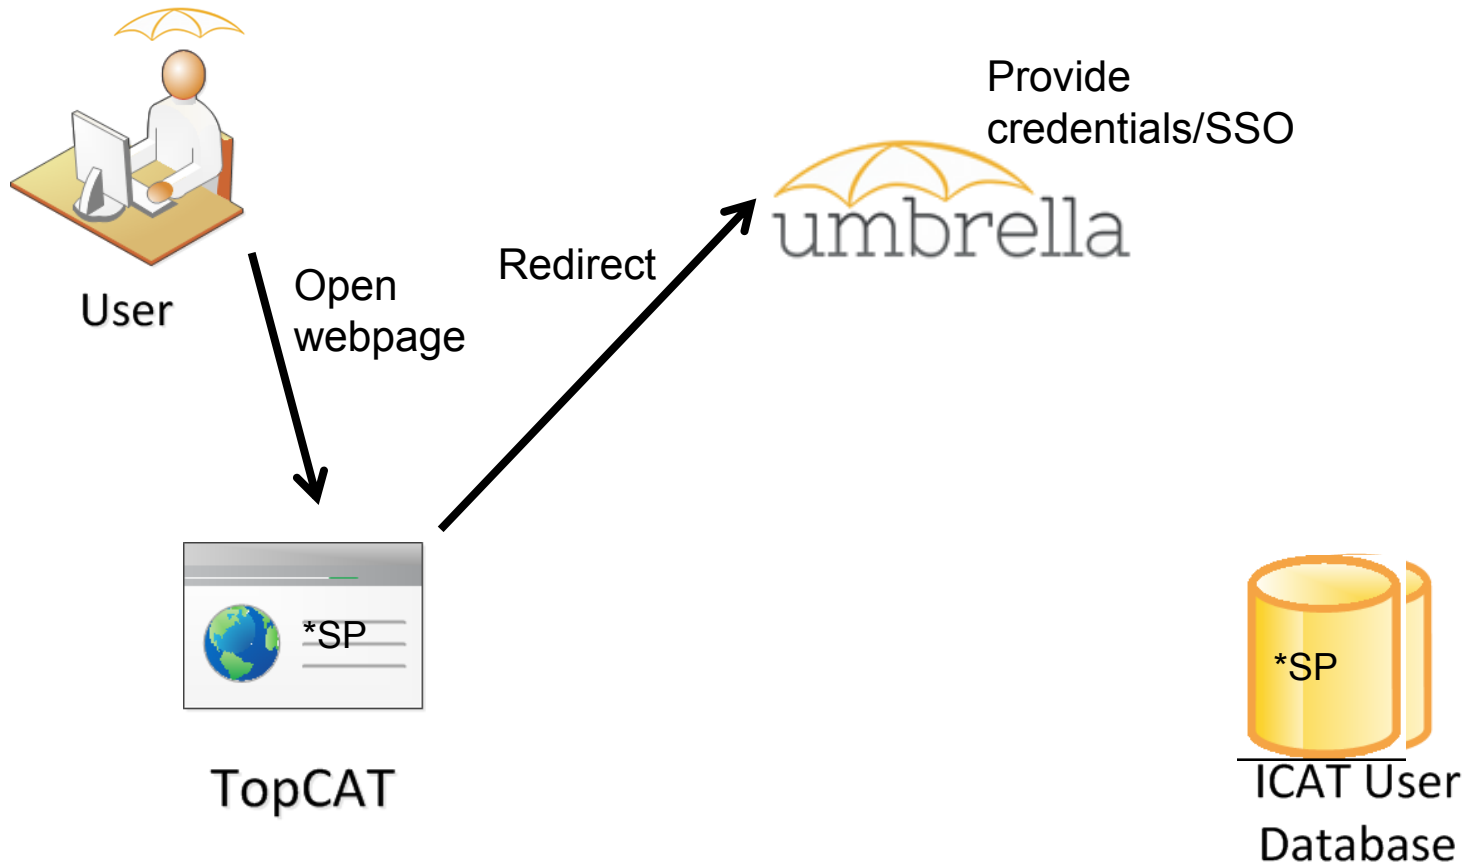 Provide
credentials/SSO
umbrella
Redirect
Open
webpage
User
*SP
TopCAT
*SP
ICAT User
Database